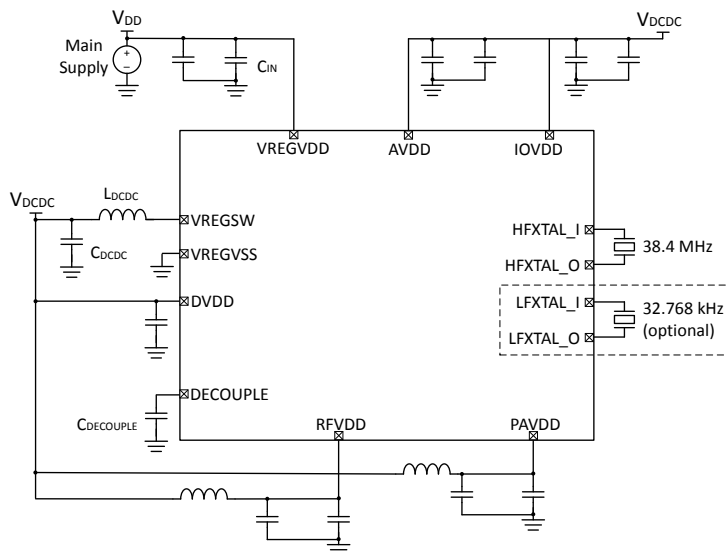 VDD
VDCDC
Main
Supply
+
–
CIN
VREGVDD
AVDD
IOVDD
VDCDC
LDCDC
VREGSW
CDCDC
VREGVSS
DVDD
DECOUPLE
CDECOUPLE
HFXTAL_I
38.4 MHz
HFXTAL_O
LFXTAL_I
32.768 kHz
(optional)
LFXTAL_O
RFVDD
PAVDD